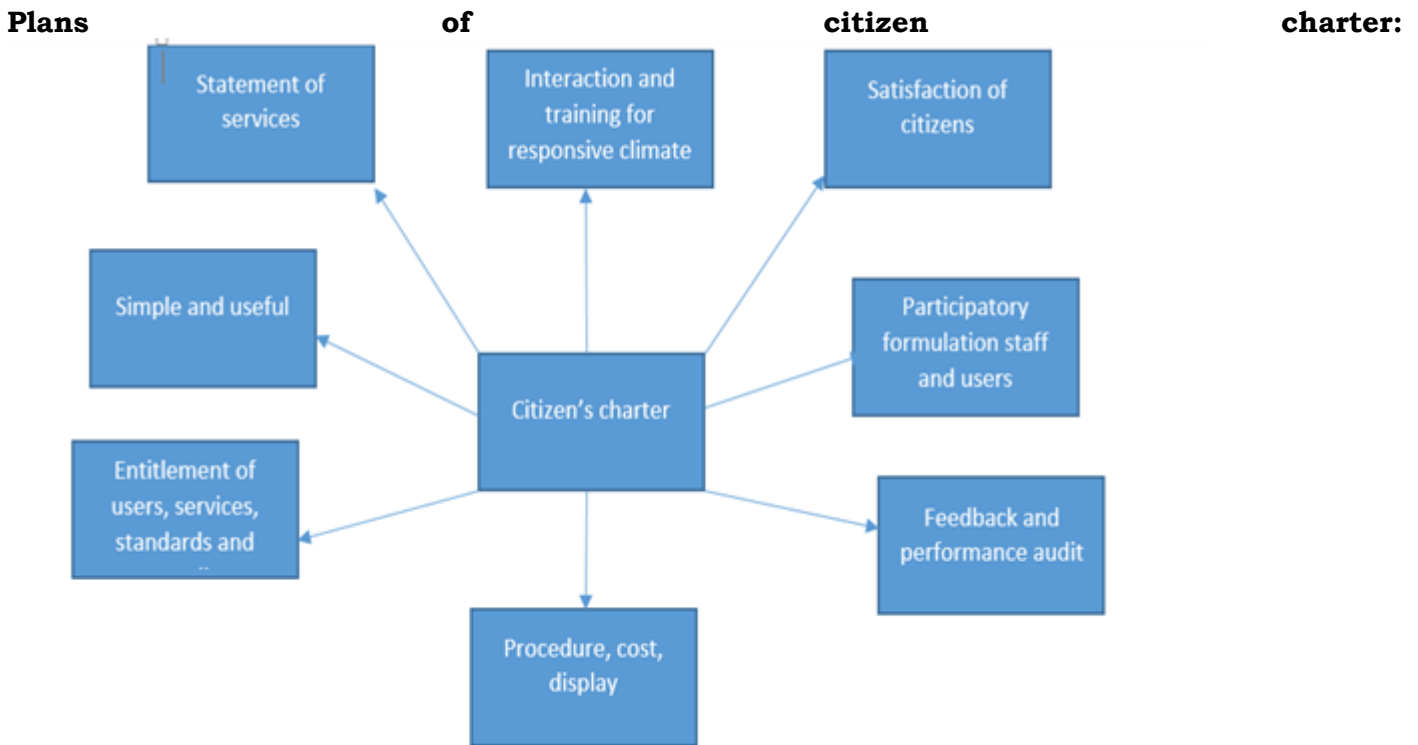 Plans of citizen charter:
Statement of
services
Interaction and
training for
responsive climate
Satisfaction of
citizens
Simple and useful
Participatory
formulation staff
and users
Citizen's charter
Entitlement of
users, services,
standards and
Feedback and
performance audit
Procedure, cost,
display